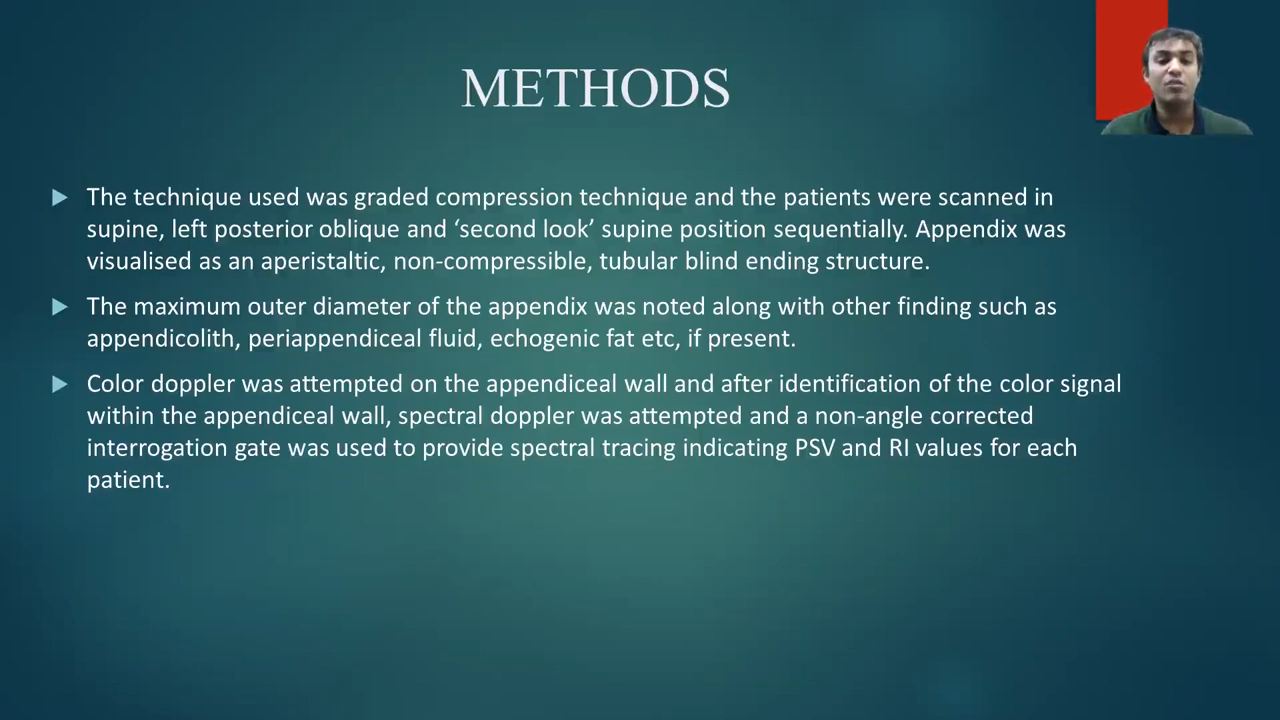 METHODS
The technique used was graded compression technique and the patients were scanned in
supine, left posterior oblique and ‘second look’ supine position sequentially. Appendix was
visualised as an aperistaltic, non-compressible, tubular blind ending structure.
The maximum outer diameter of the appendix was noted along with other finding such as
appendicolith, periappendiceal fluid, echogenic fat etc, if present.
Color doppler was attempted on the appendiceal wall and after identification of the color signal
within the appendiceal wall, spectral doppler was attempted and a non-angle corrected
interrogation gate was used to provide spectral tracing indicating PSV and RI values for each
patient.